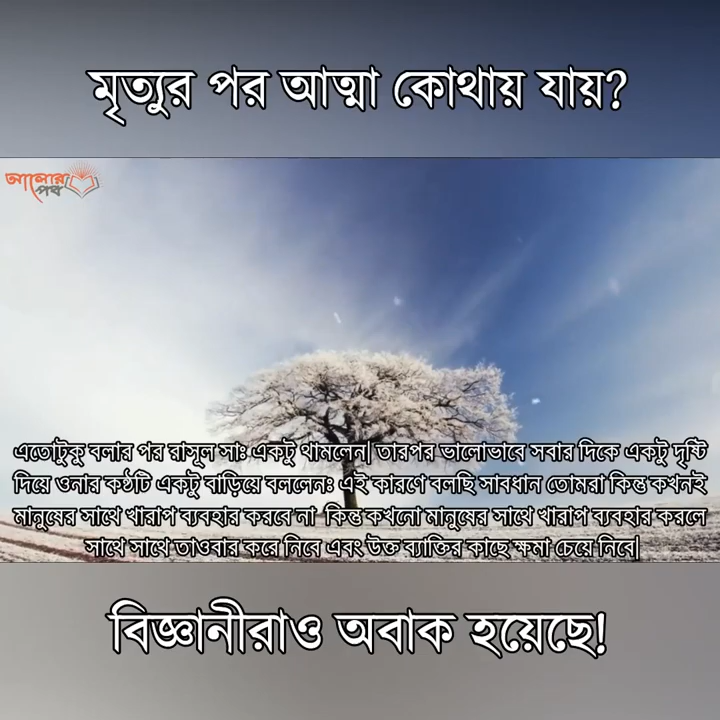 মৃত্যুর পর আত্মা কোথায় যায়?
আলোর
পথ
এতোটুকু বলার পর রাসূল সাঃ একটু থামলেন| তারপর ভালোভাবে সবার দিকে একটু দৃষ্টি
দিয়ে ওনার কণ্ঠটি একটু বাড়িয়ে বললেনঃ এই কারণে বলছি সাবধান তোমরা কিন্তু কখনই
মানুষের সাথে খারাপ ব্যবহার করবে না কিন্তু কখনো মানুষের সাথে খারাপ ব্যবহার করলে
সাথে সাথে তাওবার করে নিবে এবং উক্ত ব্যাক্তির কাছে ক্ষমা চেয়ে নিবে|
বিজ্ঞানীরাও অবাক হয়েছে!